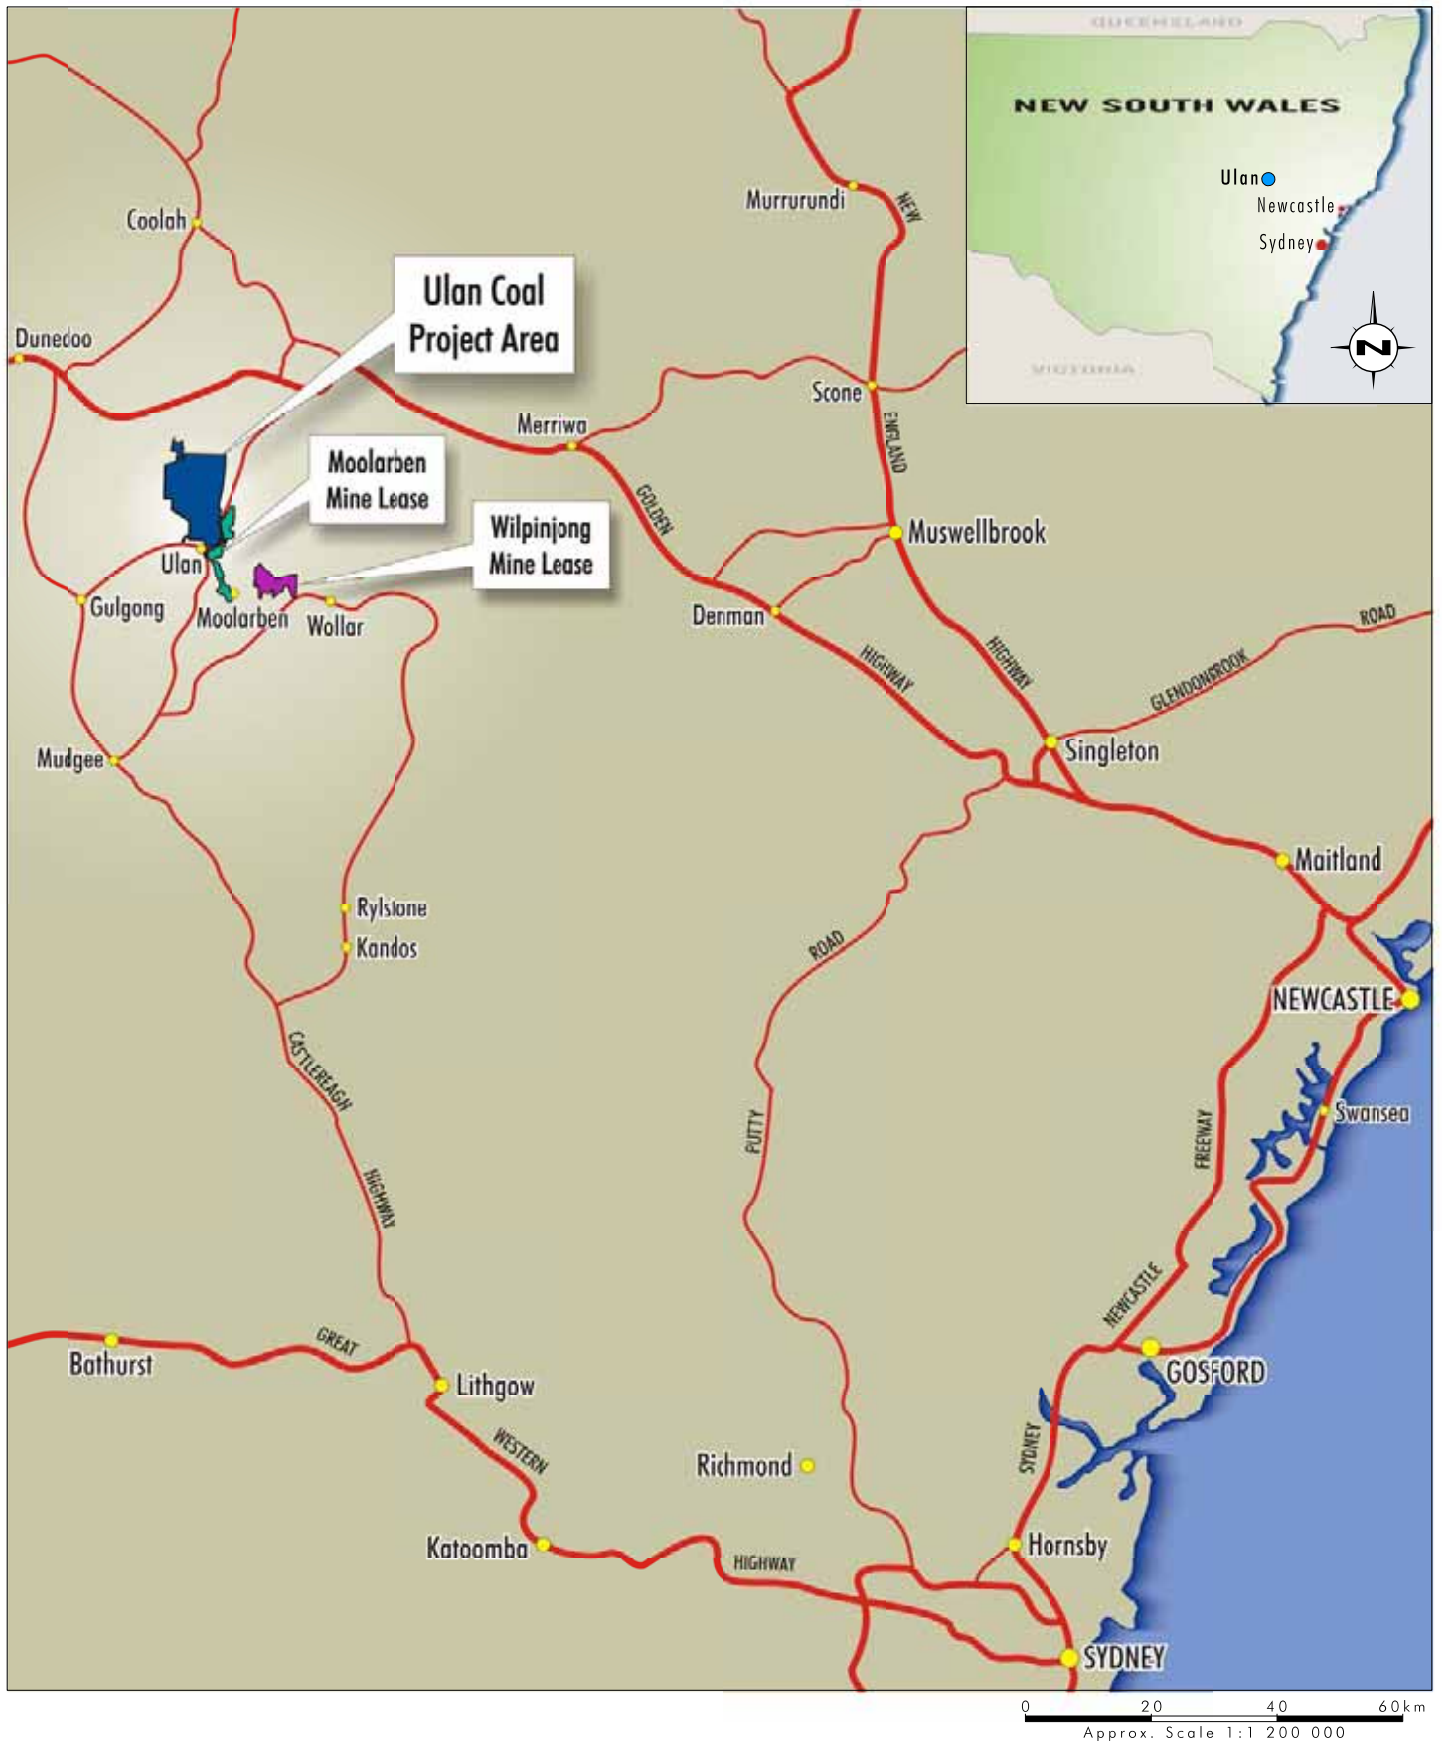 QUEENSLAND
NEW SOUTH WALES
Ulan
Newcastle
Sydney
VICTORIA
N
Murrurundi
NEW
Coolah
Ulan Coal
Project Area
Dunedoo
Scone
ENGLAND
Merriwa
Moolarben
Mine Lease
GOLDEN
Wilpinjong
Mine Lease
Muswellbrook
Ulan
Gulgong
Moolarben
Wollar
Denman
HIGHWAY
HIGHWAY
GLENDONBROOK
ROAD
Singleton
Mudgee
Maitland
Rylstone
Kandos
ROAD
NEWCASTLE
CASTLEREAGH
HIGHWAY
PUTTY
FREEWAY
Swansea
NEWCASTLE
GREAT
Bathurst
GOSFORD
Lithgow
SYDNEY
WESTERN
Richmond
Katoomba
HIGHWAY
Hornsby
SYDNEY
0 20 40 60km
Approx. Scale 1:1 200 000